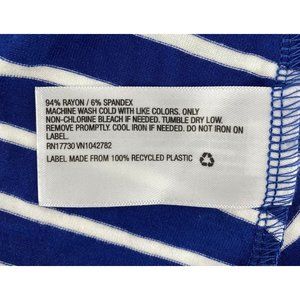 94% RAYON / 6% SPANDEX
MACHINE WASH COLD WITH LIKE COLORS. ONLY
NON-CHLORINE BLEACH IF NEEDED. TUMBLE DRY LOW.
REMOVE PROMPTLY. COOL IRON IF NEEDED. DO NOT IRON ON
LABEL.
RN17730 VN1042782
LABEL MADE FROM 100% RECYCLED PLASTIC